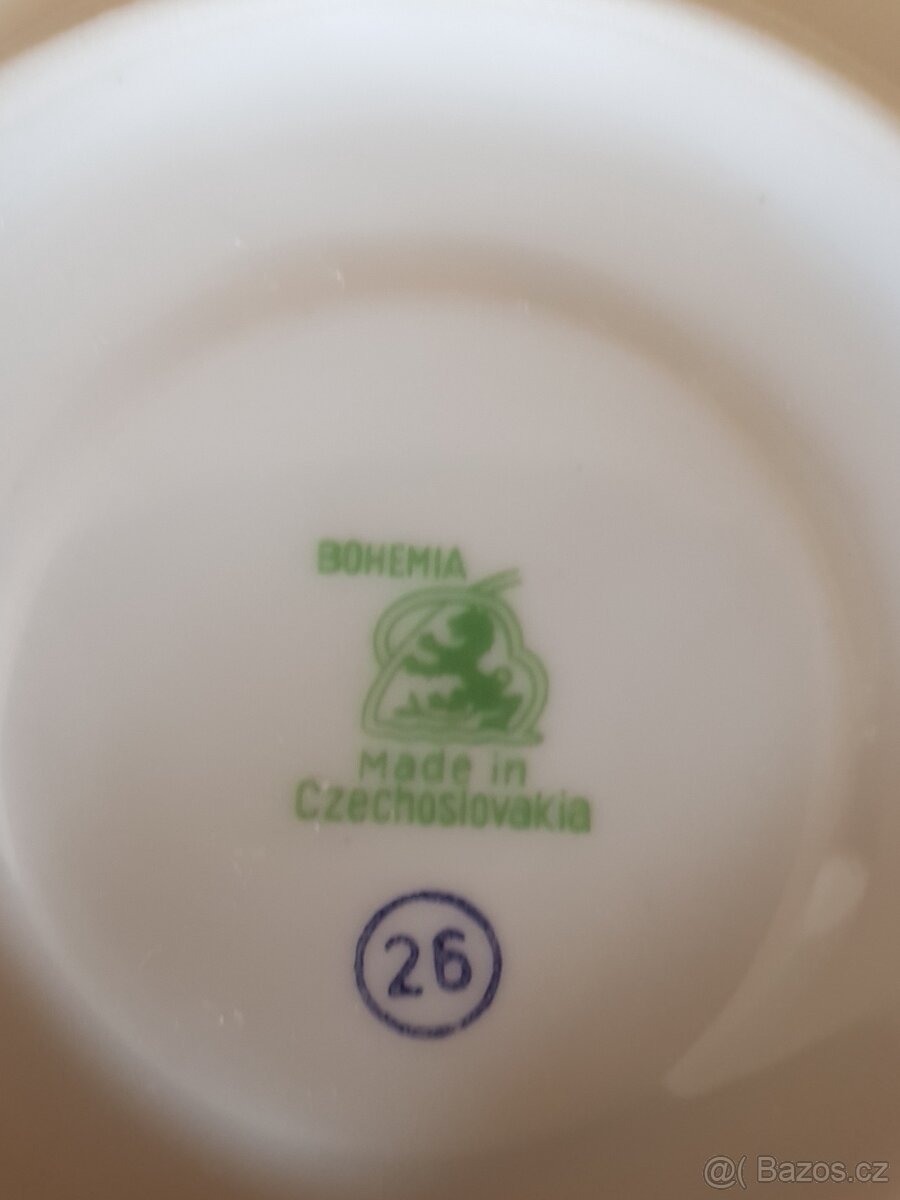 BOHEMIA
Made in
Czechoslovakia
26
@( Bazos.cz